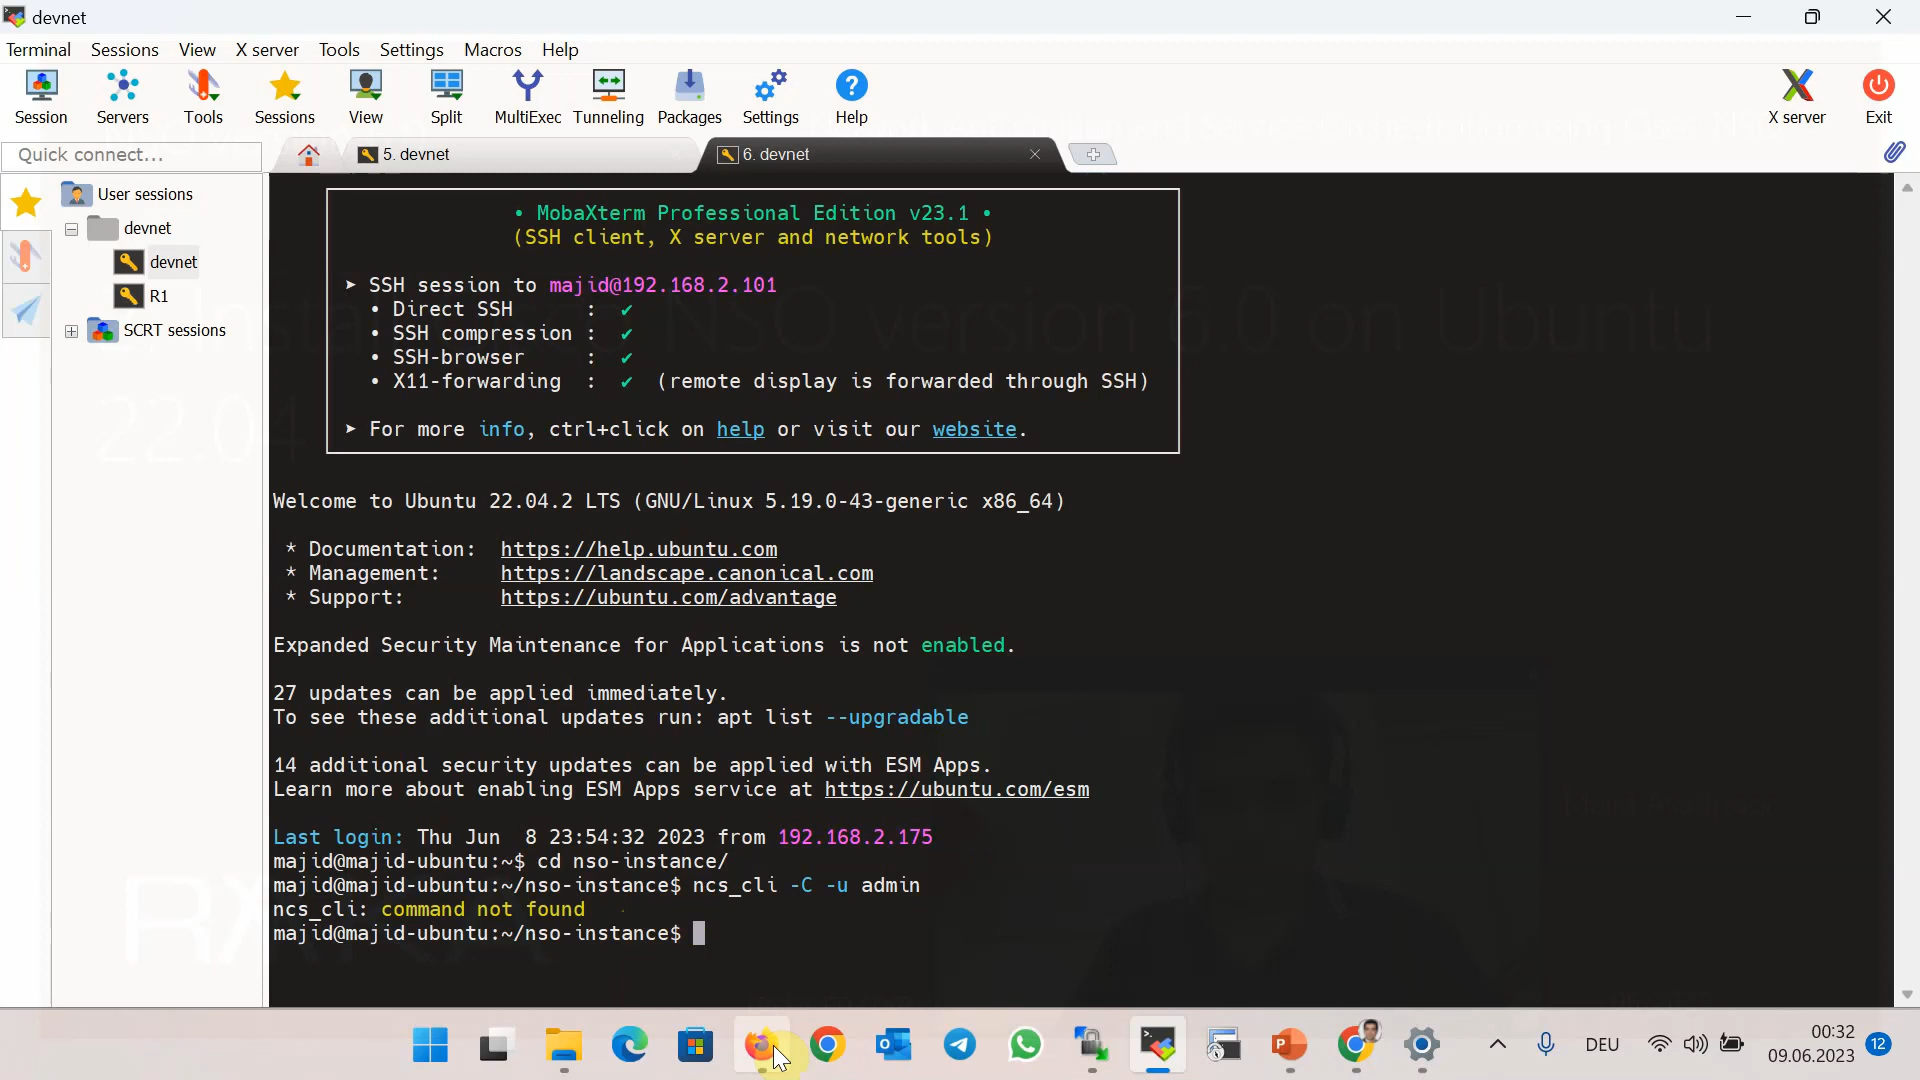 devnet
Terminal Sessions View X server Tools Settings Macros Help
Session Servers Tools Sessions View Split MultiExec Tunneling Packages Settings Help X server Exit
Quick connect... 5. devnet 6. devnet
User sessions
devnet
devnet
R1
SCRT sessions
• MobaXterm Professional Edition v23.1 •
(SSH client, X server and network tools)
➤ SSH session to majid@192.168.2.101
• Direct SSH : ✔
• SSH compression : ✔
• SSH-browser : ✔
• X11-forwarding : ✔ (remote display is forwarded through SSH)
➤ For more info, ctrl+click on help or visit our website.
NSO version 6.0 on Ubuntu
22.04
Welcome to Ubuntu 22.04.2 LTS (GNU/Linux 5.19.0-43-generic x86_64)
* Documentation: https://help.ubuntu.com
* Management: https://landscape.canonical.com
* Support: https://ubuntu.com/advantage
Expanded Security Maintenance for Applications is not enabled.
27 updates can be applied immediately.
To see these additional updates run: apt list --upgradable
14 additional security updates can be applied with ESM Apps.
Learn more about enabling ESM Apps service at https://ubuntu.com/esm
Last login: Thu Jun 8 23:54:32 2023 from 192.168.2.175
majid@majid-ubuntu:~$ cd nso-instance/
majid@majid-ubuntu:~/nso-instance$ ncs_cli -C -u admin
ncs_cli: command not found
majid@majid-ubuntu:~/nso-instance$
DEU 00:32 12
09.06.2023